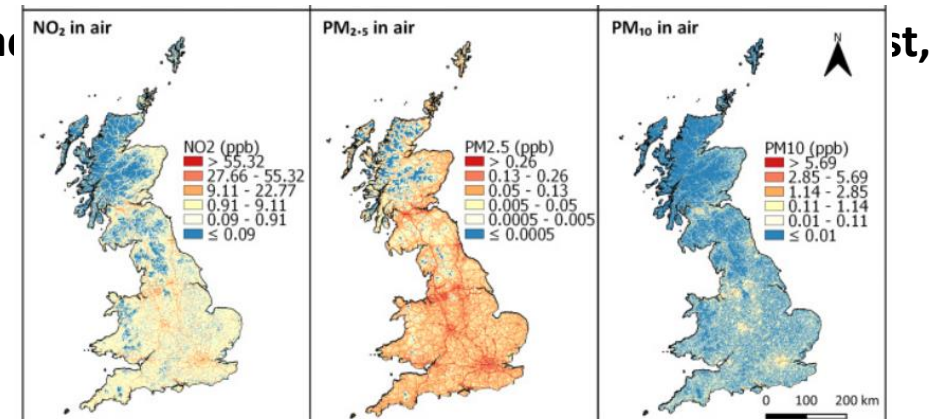 st,
NO₂ in air
NO2 (ppb)
> 55.32
27.66 - 55.32
9.11 - 22.77
0.91 - 9.11
0.09 - 0.91
≤ 0.09
PM₂.₅ in air
PM2.5 (ppb)
> 0.26
0.13 - 0.26
0.05 - 0.13
0.005 - 0.05
0.0005 - 0.005
≤ 0.0005
PM₁₀ in air
N
PM10 (ppb)
> 5.69
2.85 - 5.69
1.14 - 2.85
0.11 - 1.14
0.01 - 0.11
≤ 0.01
0 100 200 km